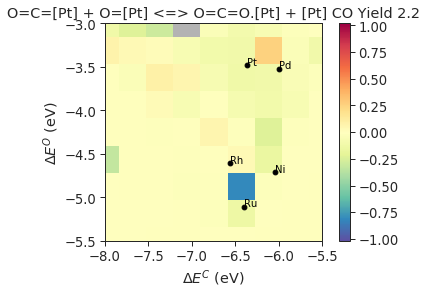 O=C=[Pt] + O=[Pt] <=> O=C=O.[Pt] + [Pt] CO Yield 2.2
−3.0
−3.5
−4.0
−4.5
−5.0
−5.5
ΔE^O (eV)
Pt
Pd
Rh
Ni
Ru
−8.0 −7.5 −7.0 −6.5 −6.0 −5.5
ΔE^C (eV)
1.00
0.75
0.50
0.25
0.00
−0.25
−0.50
−0.75
−1.00